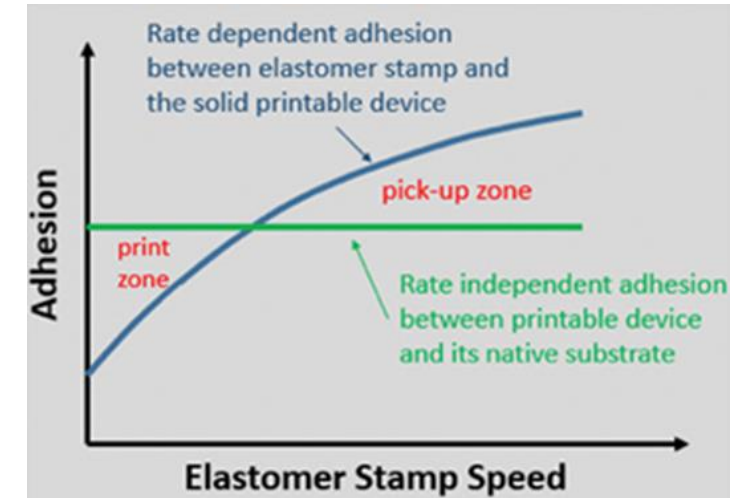 Rate dependent adhesion
between elastomer stamp and
the solid printable device
pick-up zone
print
zone
Rate independent adhesion
between printable device
and its native substrate
Adhesion
Elastomer Stamp Speed